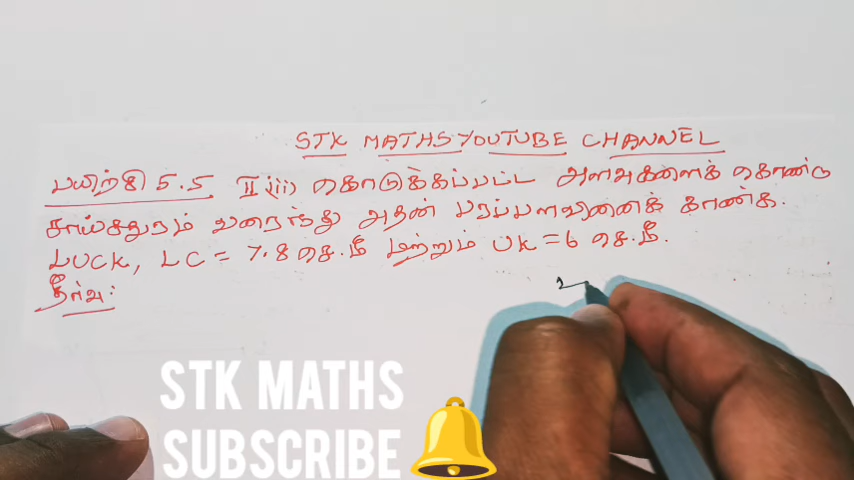 STK MATHS YOUTUBE CHANNEL
பயிற்சி 5.5 II (ii) கொடுக்கப்பட்ட அளவுகளைக் கொண்டு
சாய்சதுரம் வரைந்து அதன் பரப்பளவினைக் காண்க.
LUCK, LC = 7.8 செ.மீ மற்றும் UK = 6 செ.மீ.
தீர்வு:
STK MATHS
SUBSCRIBE